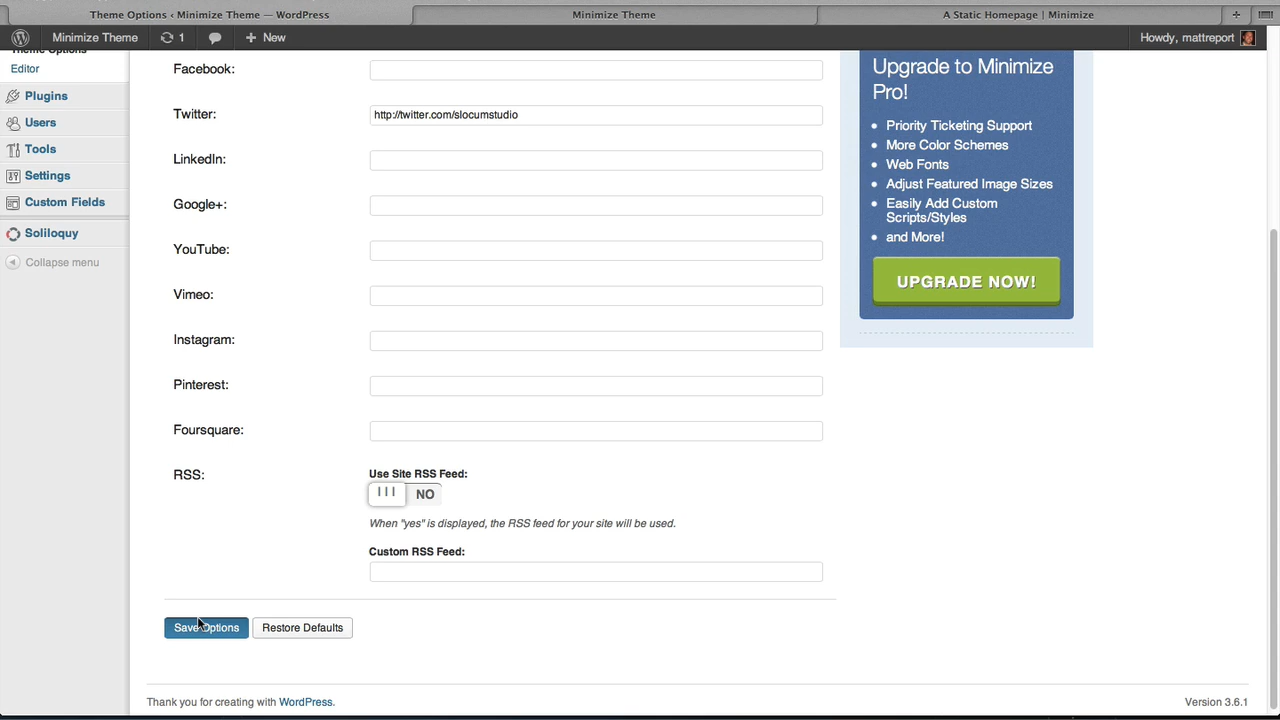 Theme Options ‹ Minimize Theme — WordPress
Minimize Theme
A Static Homepage | Minimize
Minimize Theme
1
New
Howdy, mattreport
Theme Options
Editor
Plugins
Users
Tools
Settings
Custom Fields
Soliloquy
Collapse menu
Facebook:
Twitter:
http://twitter.com/slocumstudio
LinkedIn:
Google+:
YouTube:
Vimeo:
Instagram:
Pinterest:
Foursquare:
RSS:
Use Site RSS Feed:
NO
When "yes" is displayed, the RSS feed for your site will be used.
Custom RSS Feed:
Save Options
Restore Defaults
Upgrade to Minimize
Pro!
Priority Ticketing Support
More Color Schemes
Web Fonts
Adjust Featured Image Sizes
Easily Add Custom
Scripts/Styles
and More!
UPGRADE NOW!
Thank you for creating with WordPress.
Version 3.6.1